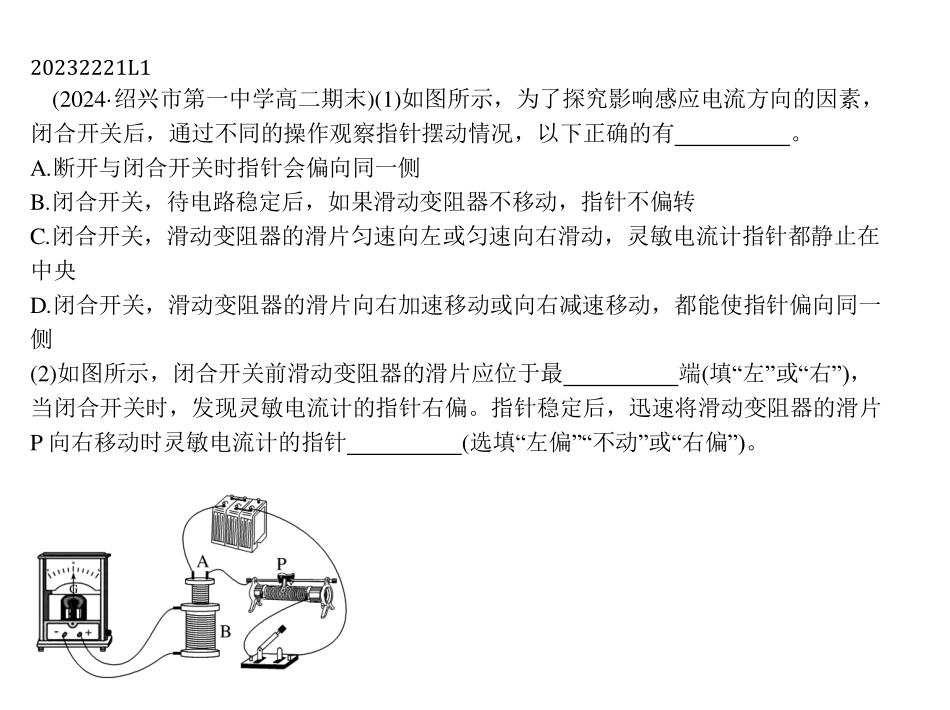 20232221L1
(2024·绍兴市第一中学高二期末)(1)如图所示，为了探究影响感应电流方向的因素，
闭合开关后，通过不同的操作观察指针摆动情况，以下正确的有__________。
A.断开与闭合开关时指针会偏向同一侧
B.闭合开关，待电路稳定后，如果滑动变阻器不移动，指针不偏转
C.闭合开关，滑动变阻器的滑片匀速向左或匀速向右滑动，灵敏电流计指针都静止在
中央
D.闭合开关，滑动变阻器的滑片向右加速移动或向右减速移动，都能使指针偏向同一
侧
(2)如图所示，闭合开关前滑动变阻器的滑片应位于最__________端(填“左”或“右”)，
当闭合开关时，发现灵敏电流计的指针右偏。指针稳定后，迅速将滑动变阻器的滑片
P 向右移动时灵敏电流计的指针__________(选填“左偏”“不动”或“右偏”)。
A
P
G
B
- +